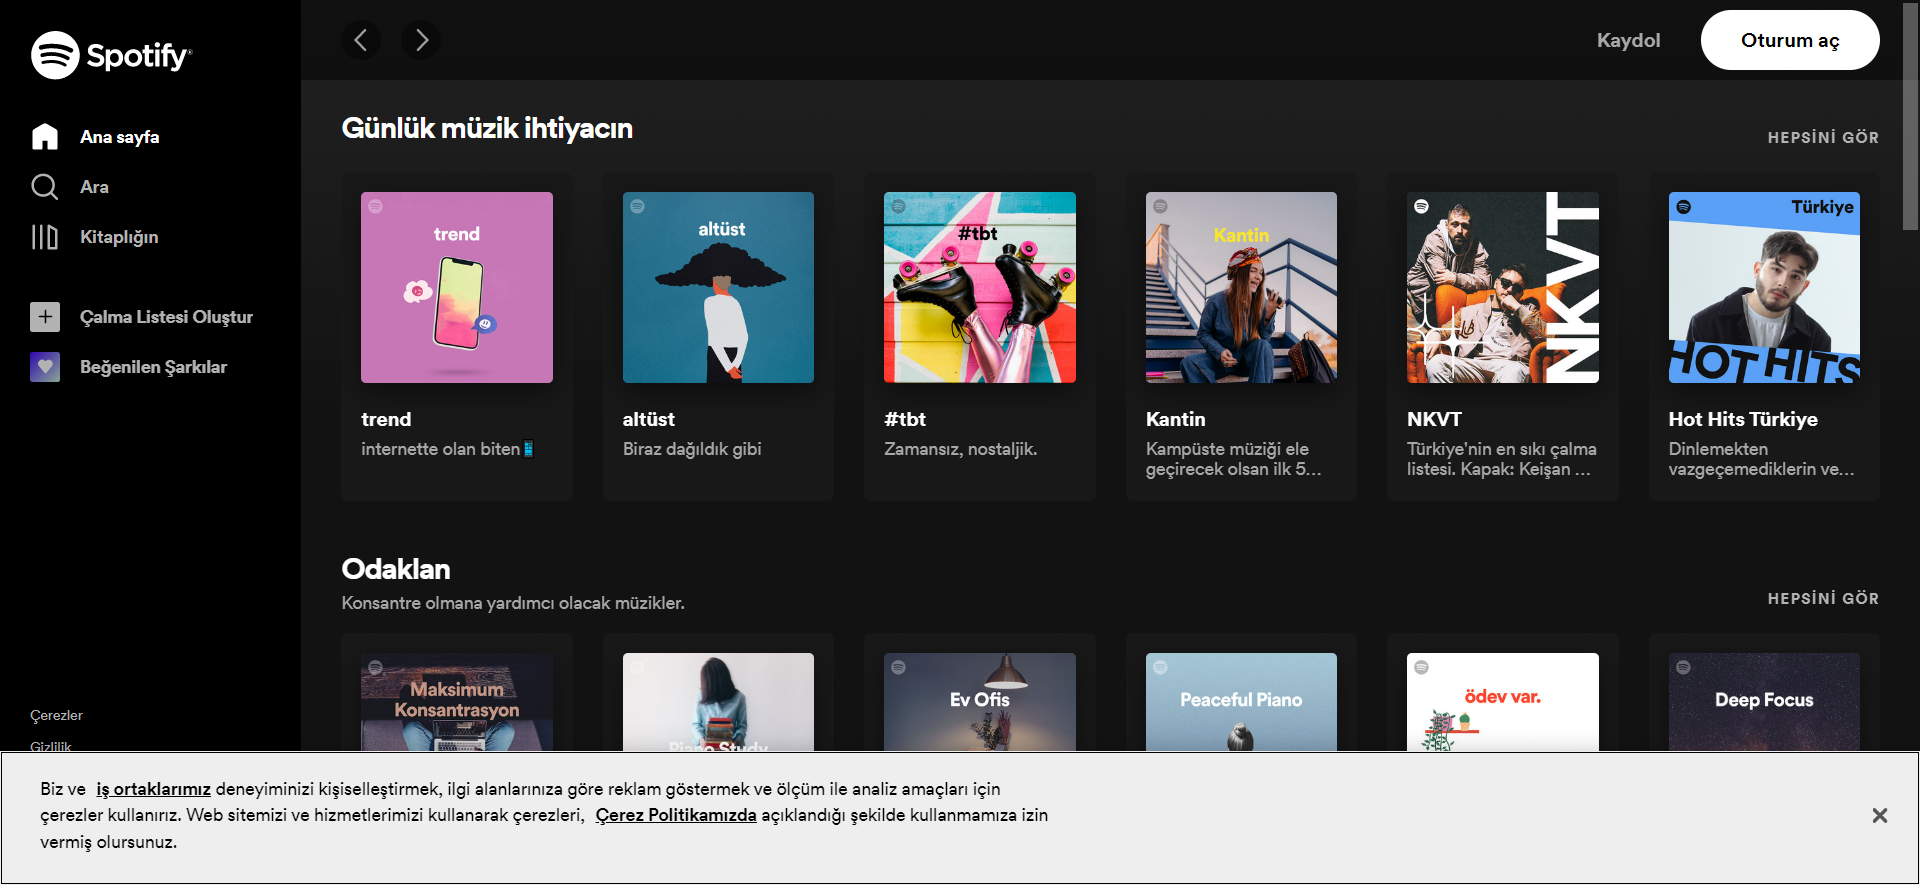 Spotify
Ana sayfa
Ara
Kitaplığın
Çalma Listesi Oluştur
Beğenilen Şarkılar
Çerezler
Gizlilik
Kaydol
Oturum aç
Günlük müzik ihtiyacın
HEPSİNİ GÖR
trend
altüst
#tbt
Kantin
NKVT
Türkiye
HOT HITS
trend
internette olan biten📱
altüst
Biraz dağıldık gibi
#tbt
Zamansız, nostaljik.
Kantin
Kampüste müziği ele
geçirecek olsan ilk 5...
NKVT
Türkiye'nin en sıkı çalma
listesi. Kapak: Keişan ...
Hot Hits Türkiye
Dinlemekten
vazgeçemediklerin ve...
Odaklan
Konsantre olmana yardımcı olacak müzikler.
HEPSİNİ GÖR
Maksimum
Konsantrasyon
Piano Study
Ev Ofis
Peaceful Piano
ödev var.
Deep Focus
Biz ve iş ortaklarımız deneyiminizi kişiselleştirmek, ilgi alanlarınıza göre reklam göstermek ve ölçüm ile analiz amaçları için
çerezler kullanırız. Web sitemizi ve hizmetlerimizi kullanarak çerezleri, Çerez Politikamızda açıklandığı şekilde kullanmamıza izin
vermiş olursunuz.